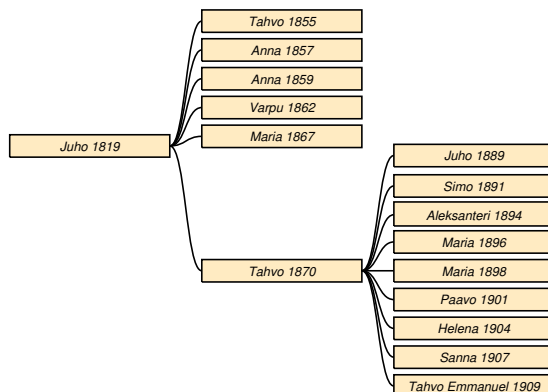 Tahvo 1855
Anna 1857
Anna 1859
Varpu 1862
Maria 1867
Juho 1819
Tahvo 1870
Juho 1889
Simo 1891
Aleksanteri 1894
Maria 1896
Maria 1898
Paavo 1901
Helena 1904
Sanna 1907
Tahvo Emmanuel 1909